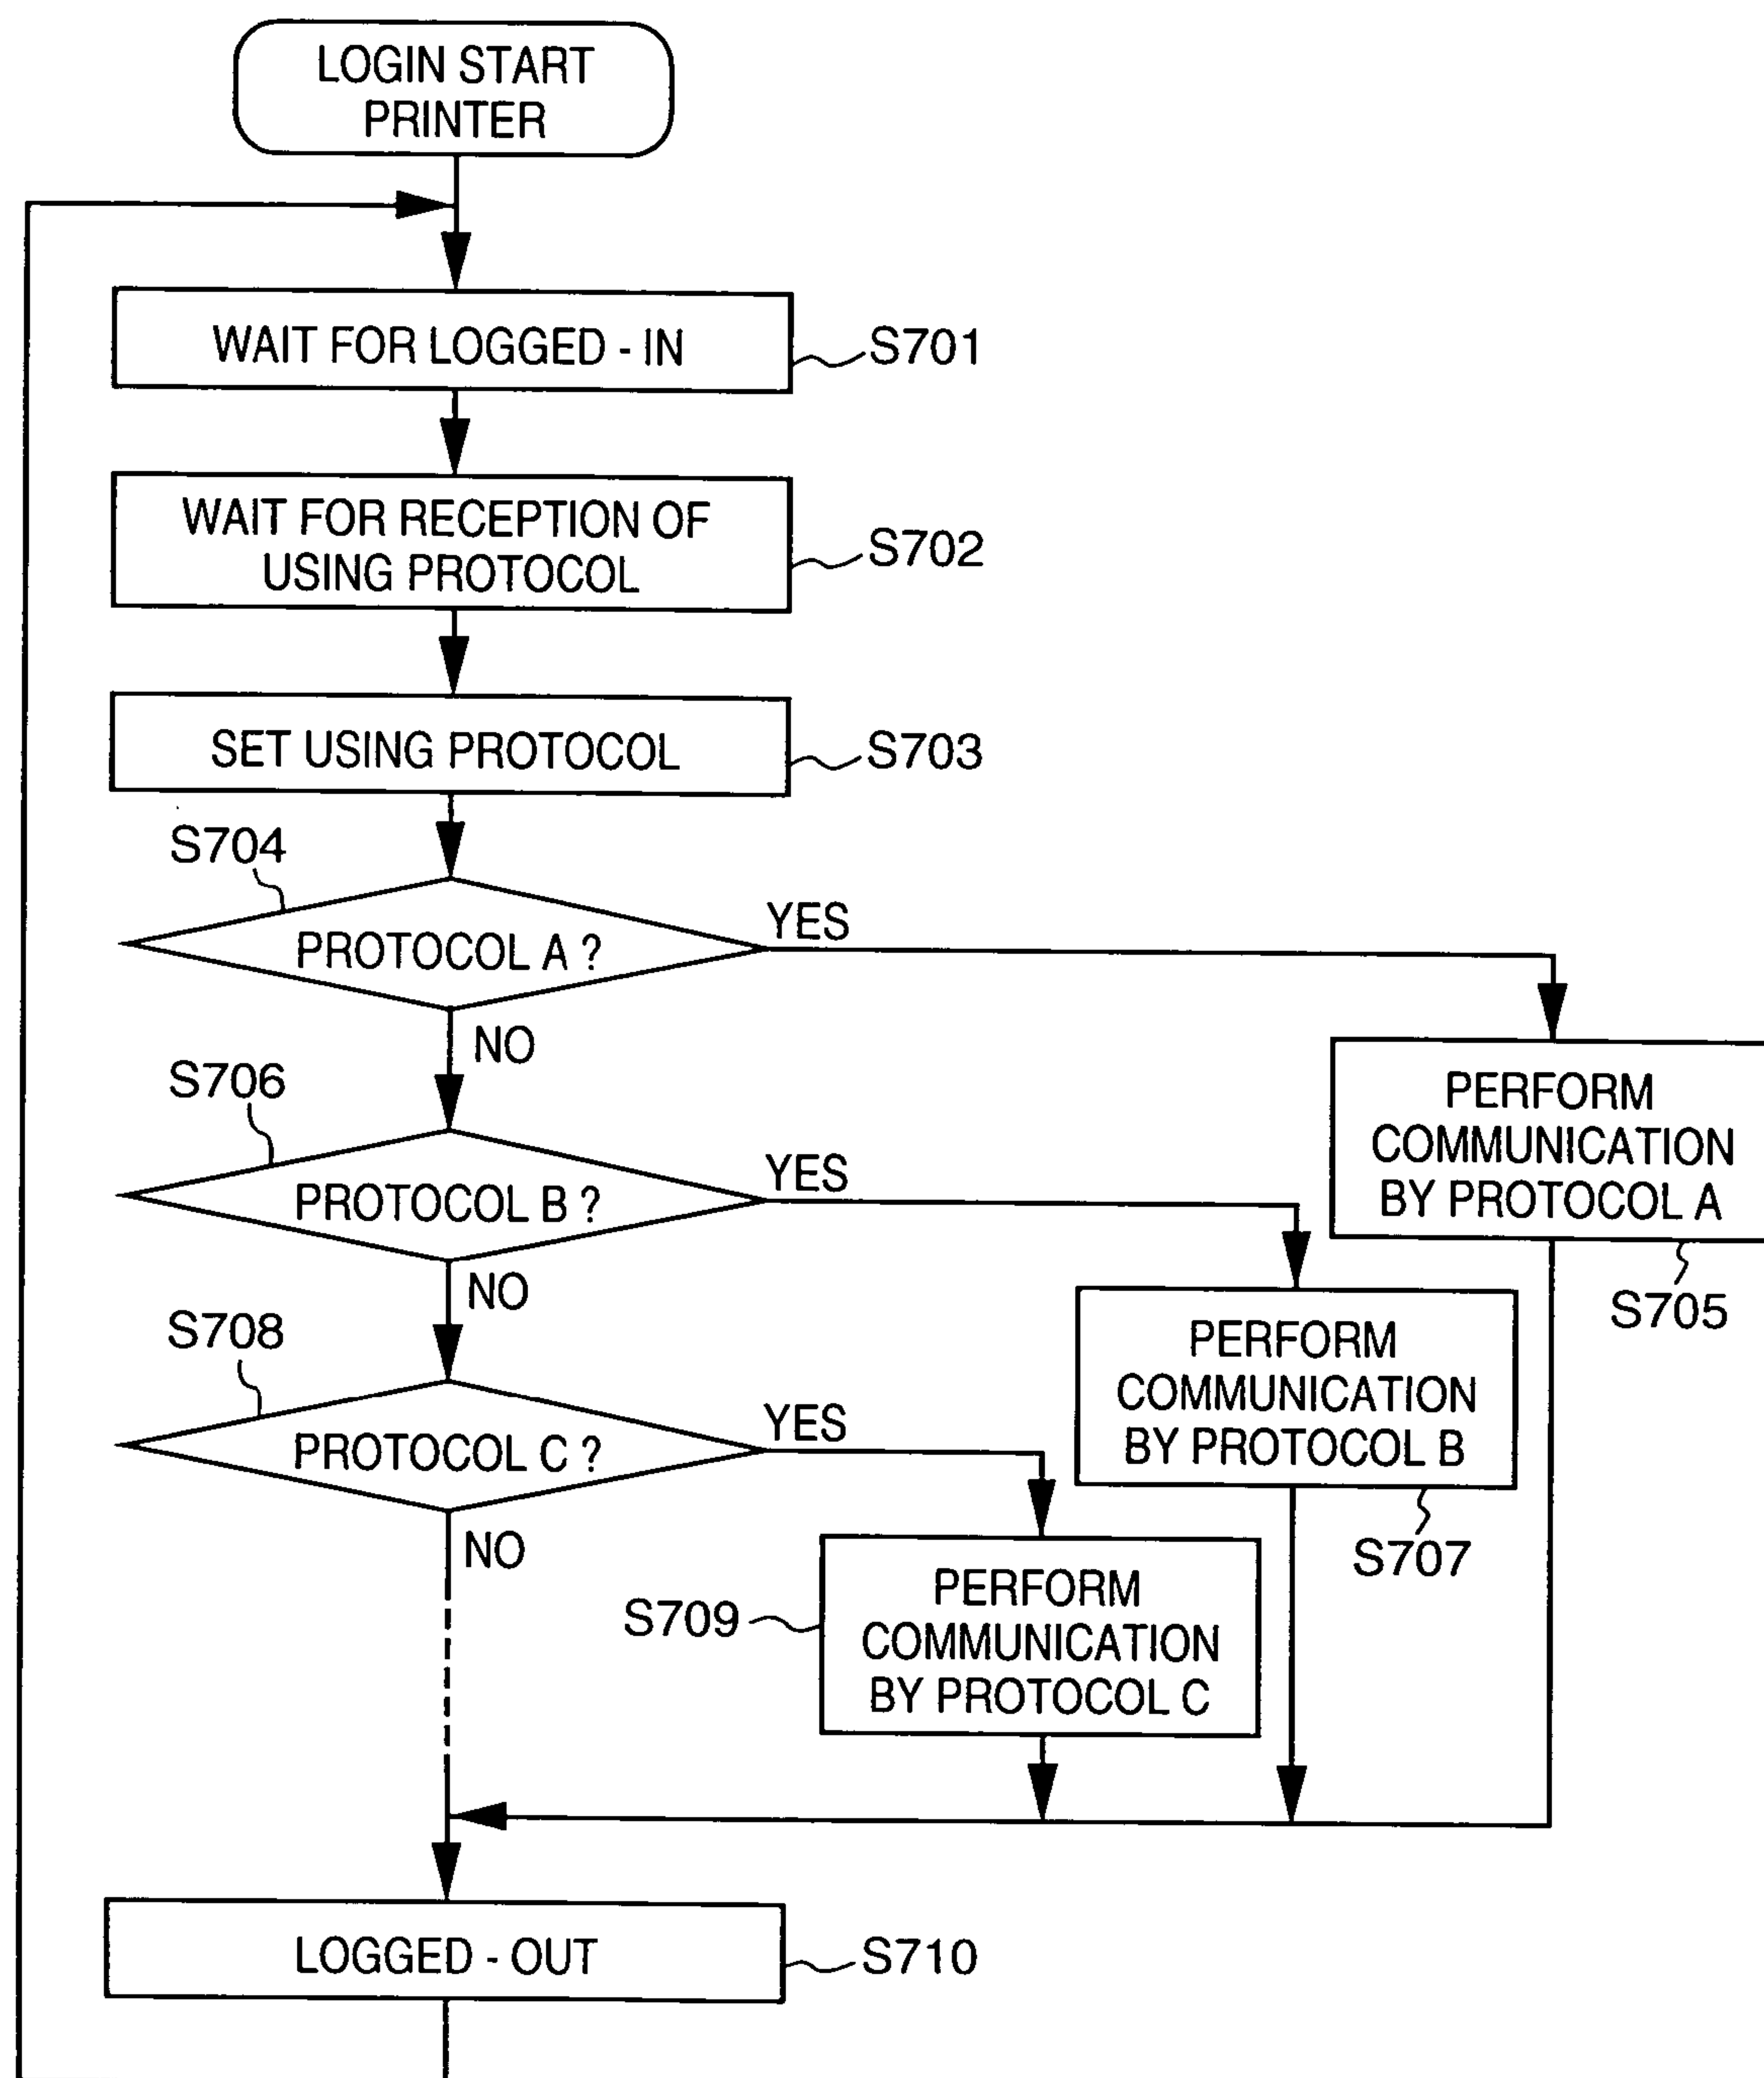 LOGIN START
PRINTER
WAIT FOR LOGGED - IN
S701
WAIT FOR RECEPTION OF
USING PROTOCOL
S702
SET USING PROTOCOL
S703
S704
PROTOCOL A ?
YES
NO
PERFORM
COMMUNICATION
BY PROTOCOL A
S705
S706
PROTOCOL B ?
YES
NO
PERFORM
COMMUNICATION
BY PROTOCOL B
S707
S708
PROTOCOL C ?
YES
NO
PERFORM
COMMUNICATION
BY PROTOCOL C
S709
LOGGED - OUT
S710